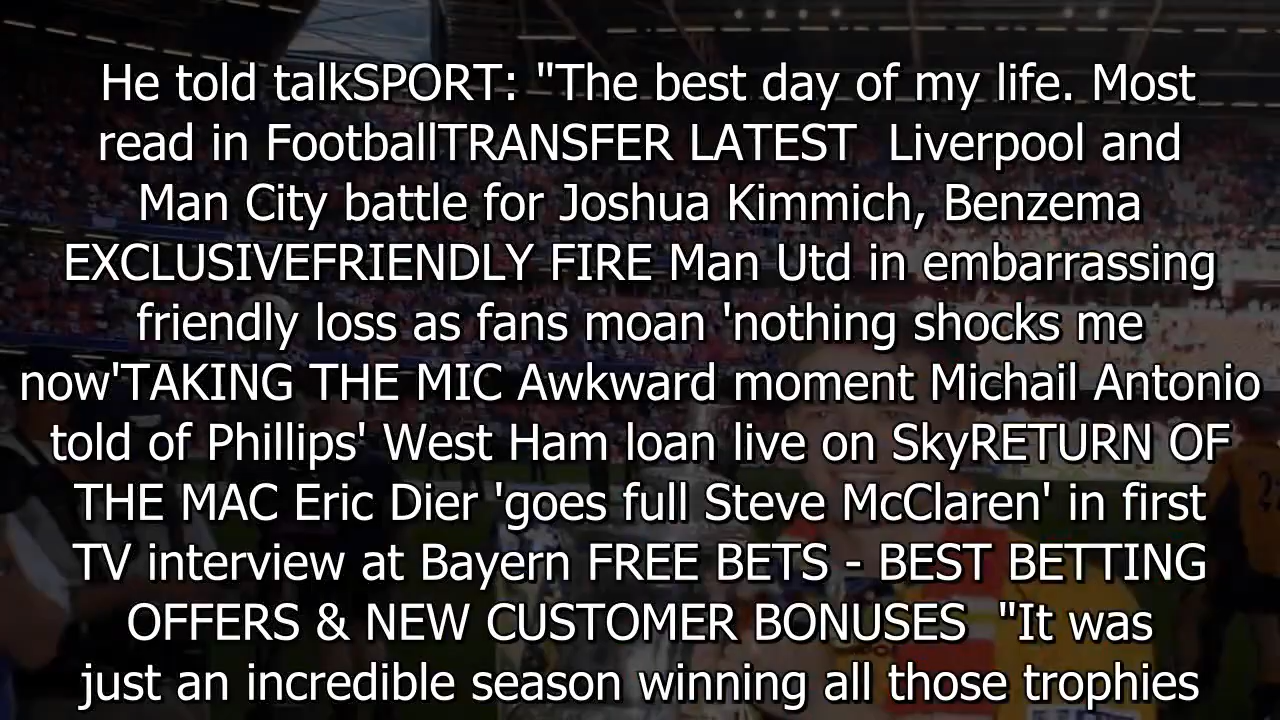 He told talkSPORT: "The best day of my life. Most
read in FootballTRANSFER LATEST  Liverpool and
Man City battle for Joshua Kimmich, Benzema
EXCLUSIVEFRIENDLY FIRE Man Utd in embarrassing
friendly loss as fans moan 'nothing shocks me
now'TAKING THE MIC Awkward moment Michail Antonio
told of Phillips' West Ham loan live on SkyRETURN OF
THE MAC Eric Dier 'goes full Steve McClaren' in first
TV interview at Bayern FREE BETS - BEST BETTING
OFFERS & NEW CUSTOMER BONUSES  "It was
just an incredible season winning all those trophies